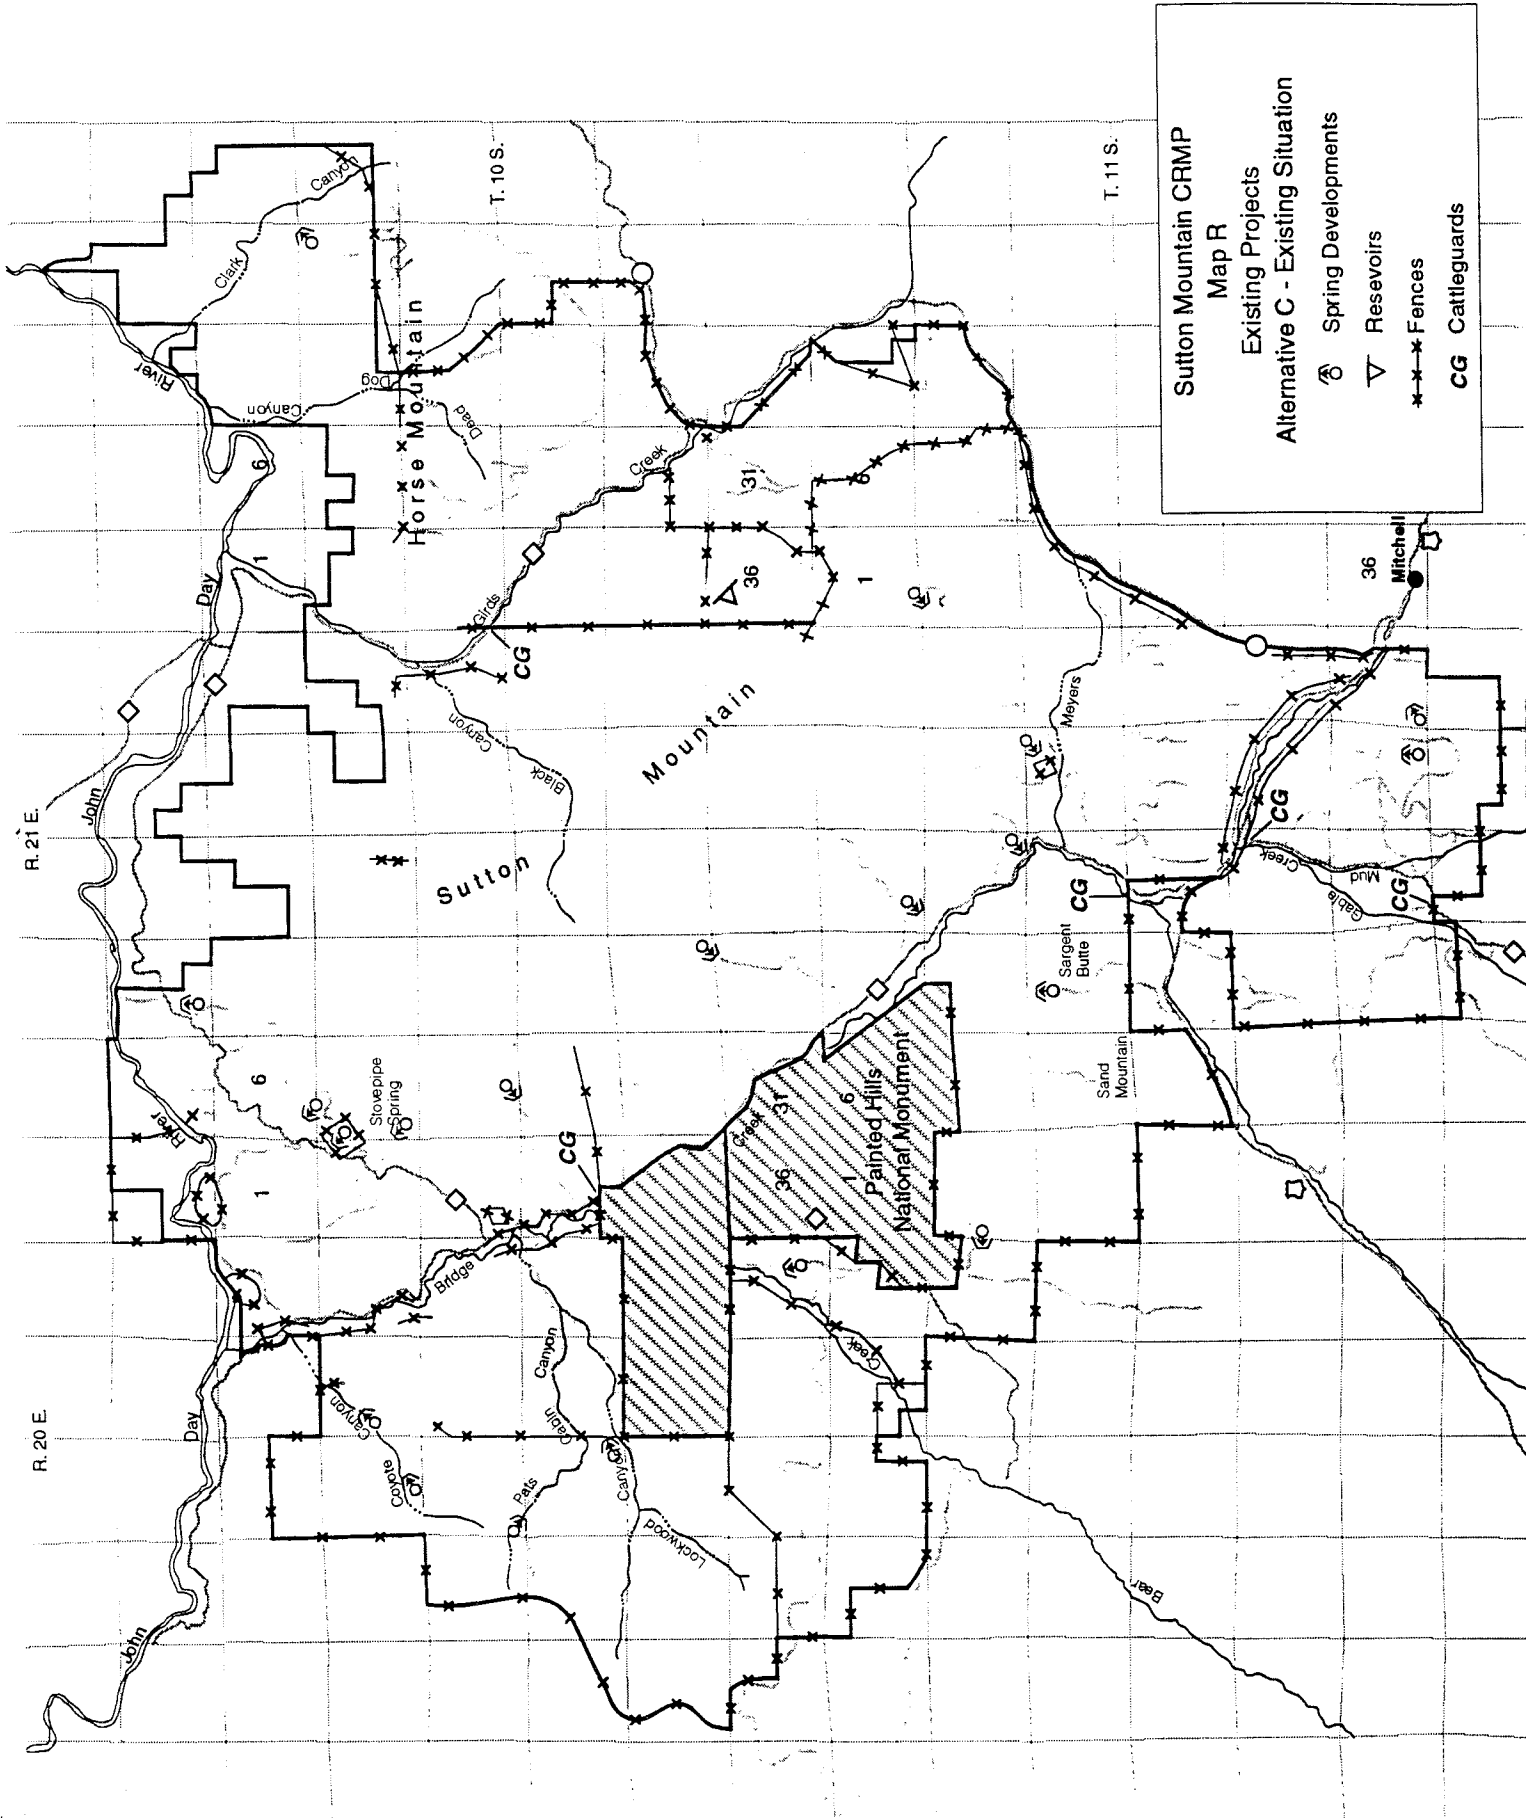 Sutton Mountain CRMP
Map R
Existing Projects
Alternative C - Existing Situation
Spring Developments
Resevoirs
Fences
CG Cattleguards
R. 20 E.
R. 21 E.
T. 10 S.
T. 11 S.
John
Day
River
John
Day
River
Clark
Canyon
Canyon
Dog
Dead
Horse Mountain
6
1
6
1
Creek
Girds
CG
31
36
6
1
Canyon
Black
Sutton
Mountain
Stovepipe
Spring
CG
Bridge
Creek
Coyote
Canyon
Pats
Cabin
Canyon
Canyon
Lockwood
31
36
6
1
Painted Hills
National Monument
Creek
Bear
Meyers
Sargent
Butte
Sand
Mountain
CG
CG
CG
Creek
Mud
Gable
36
Mitchell